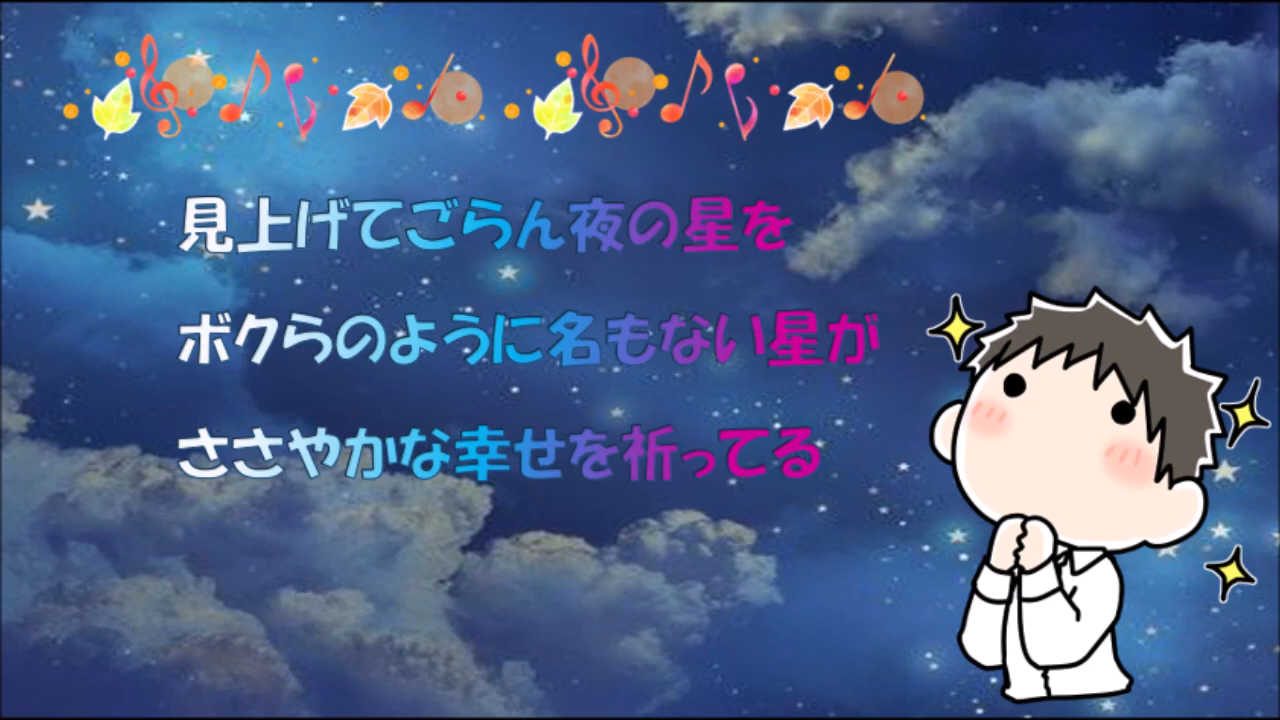 見上げてごらん夜の星を
ボクらのように名もない星が
ささやかな幸せを祈ってる